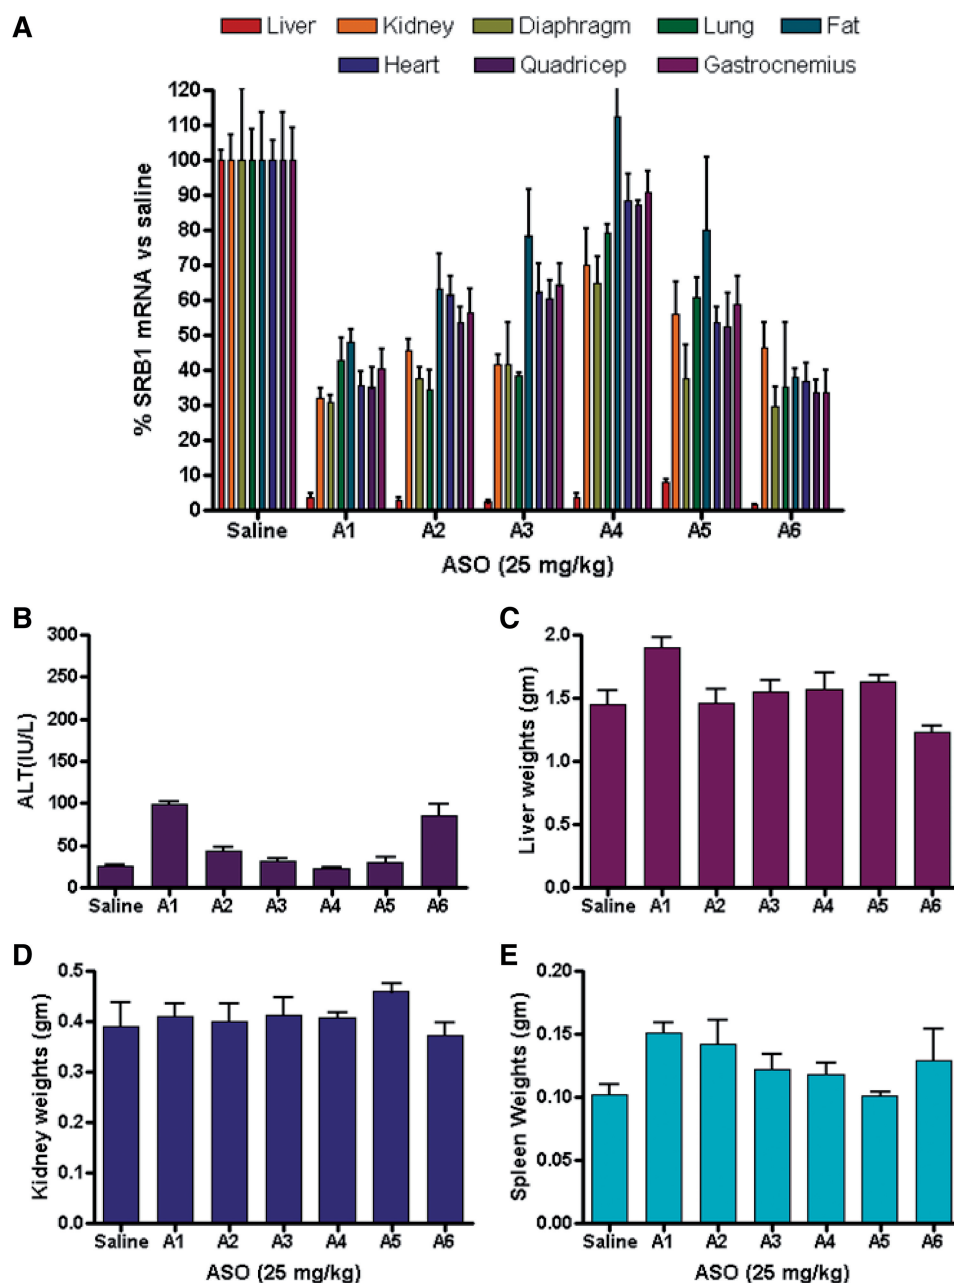 A
Liver Kidney Diaphragm Lung Fat
Heart Quadricep Gastrocnemius
% SRB1 mRNA vs saline
120
110
100
90
80
70
60
50
40
30
20
10
0
Saline A1 A2 A3 A4 A5 A6
ASO (25 mg/kg)
B
ALT(IU/L)
300
250
200
150
100
50
0
Saline A1 A2 A3 A4 A5 A6
C
Liver weights (gm)
2.0
1.5
1.0
0.5
0.0
Saline A1 A2 A3 A4 A5 A6
D
Kidney weights (gm)
0.5
0.4
0.3
0.2
0.1
0.0
Saline A1 A2 A3 A4 A5 A6
ASO (25 mg/kg)
E
Spleen Weights (gm)
0.20
0.15
0.10
0.05
0.00
Saline A1 A2 A3 A4 A5 A6
ASO (25 mg/kg)